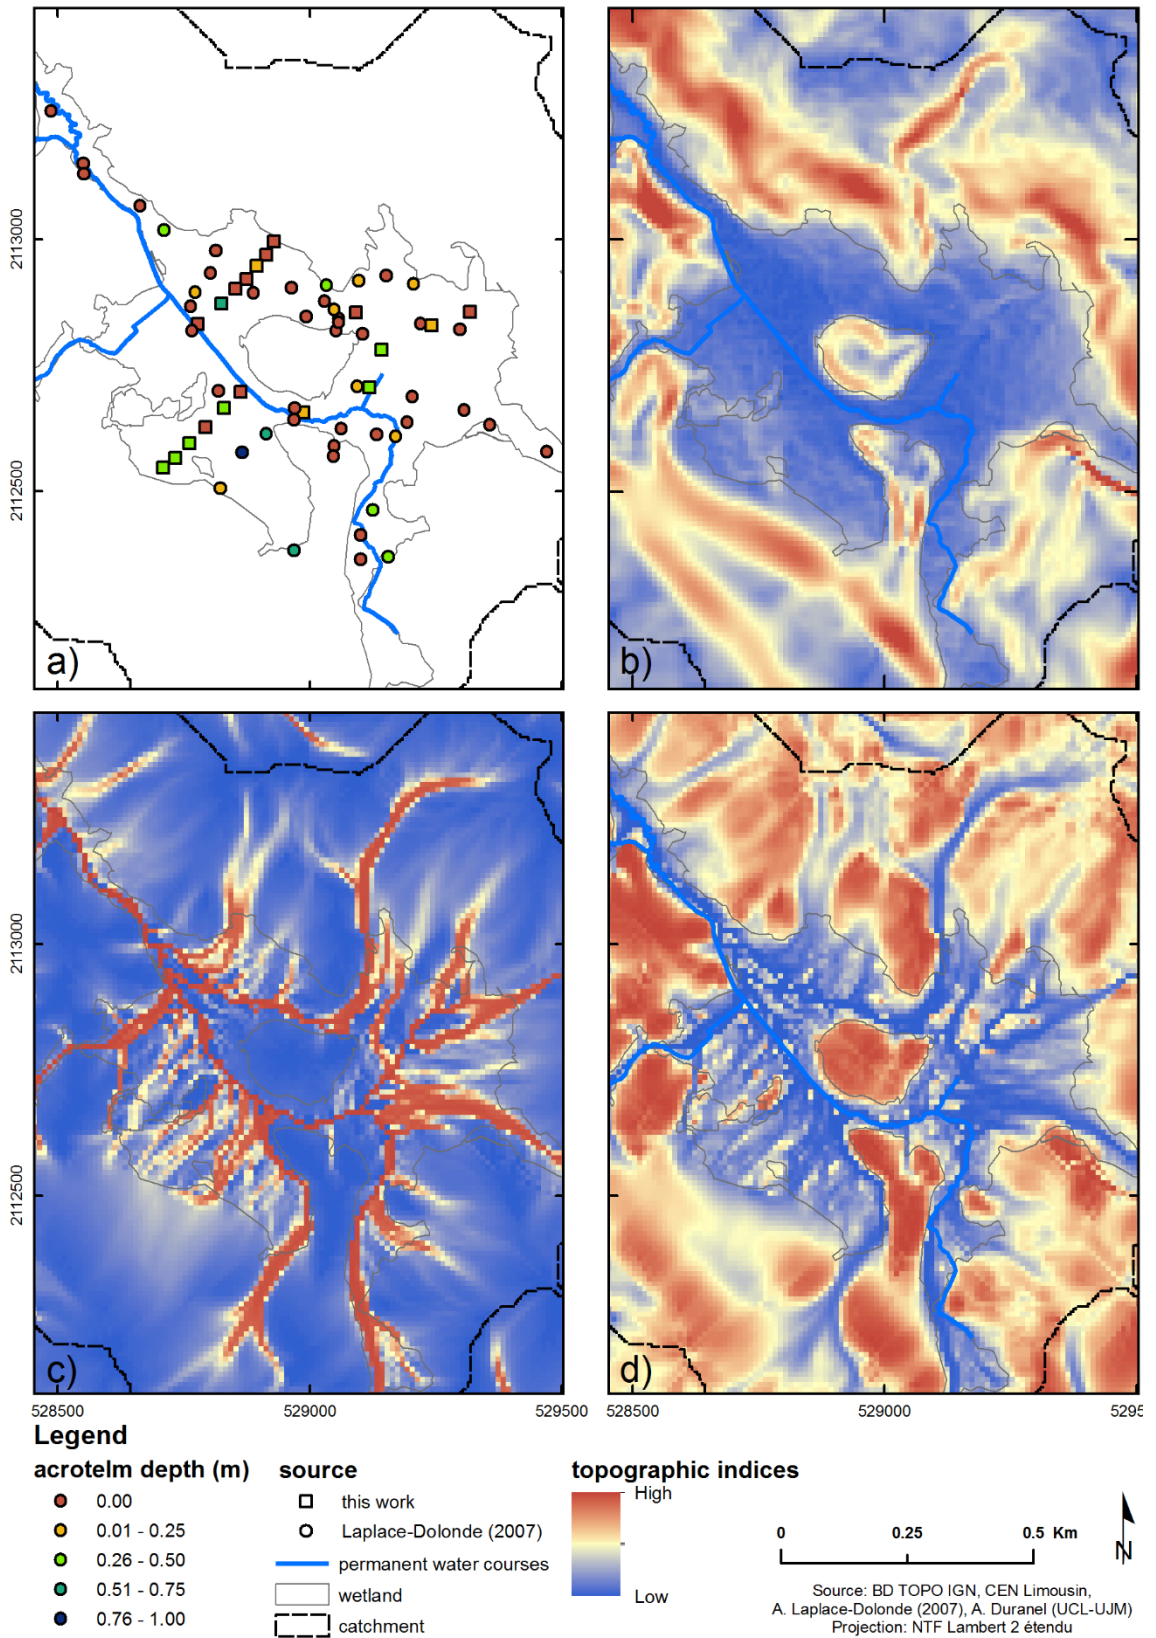 2113000
2112500
a)
b)
2113000
2112500
c)
d)
528500
529000
529500
528500
529000
5295
Legend
acrotelm depth (m)
0.00
0.01 - 0.25
0.26 - 0.50
0.51 - 0.75
0.76 - 1.00
source
this work
Laplace-Dolonde (2007)
permanent water courses
wetland
catchment
topographic indices
High
Low
0
0.25
0.5 Km
N
Source: BD TOPO IGN, CEN Limousin,
A. Laplace-Dolonde (2007), A. Duranel (UCL-UJM)
Projection: NTF Lambert 2 étendu